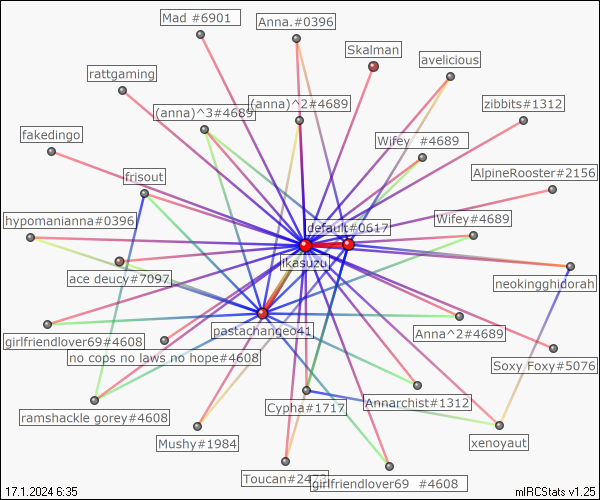 Mad #6901
Anna.#0396
Skalman
avelicious
rattgaming
(anna)^3#4689
(anna)^2#4689
zibbits#1312
fakedingo
Wifey #4689
AlpineRooster#2156
frisout
hypomanianna#0396
default#0617
Wifey#4689
likasuzu
ace deucy#7097
neokingghidorah
pastachangeo41
Anna^2#4689
girlfriendlover69#4608
no cops no laws no hope#4608
Soxy Foxy#5076
Cypha#1717
Annarchist#1312
ramshackle gorey#4608
Mushy#1984
xenoyaut
girlfriendlover69 #4608
17.1.2024 6:35
mIRCStats v1.25